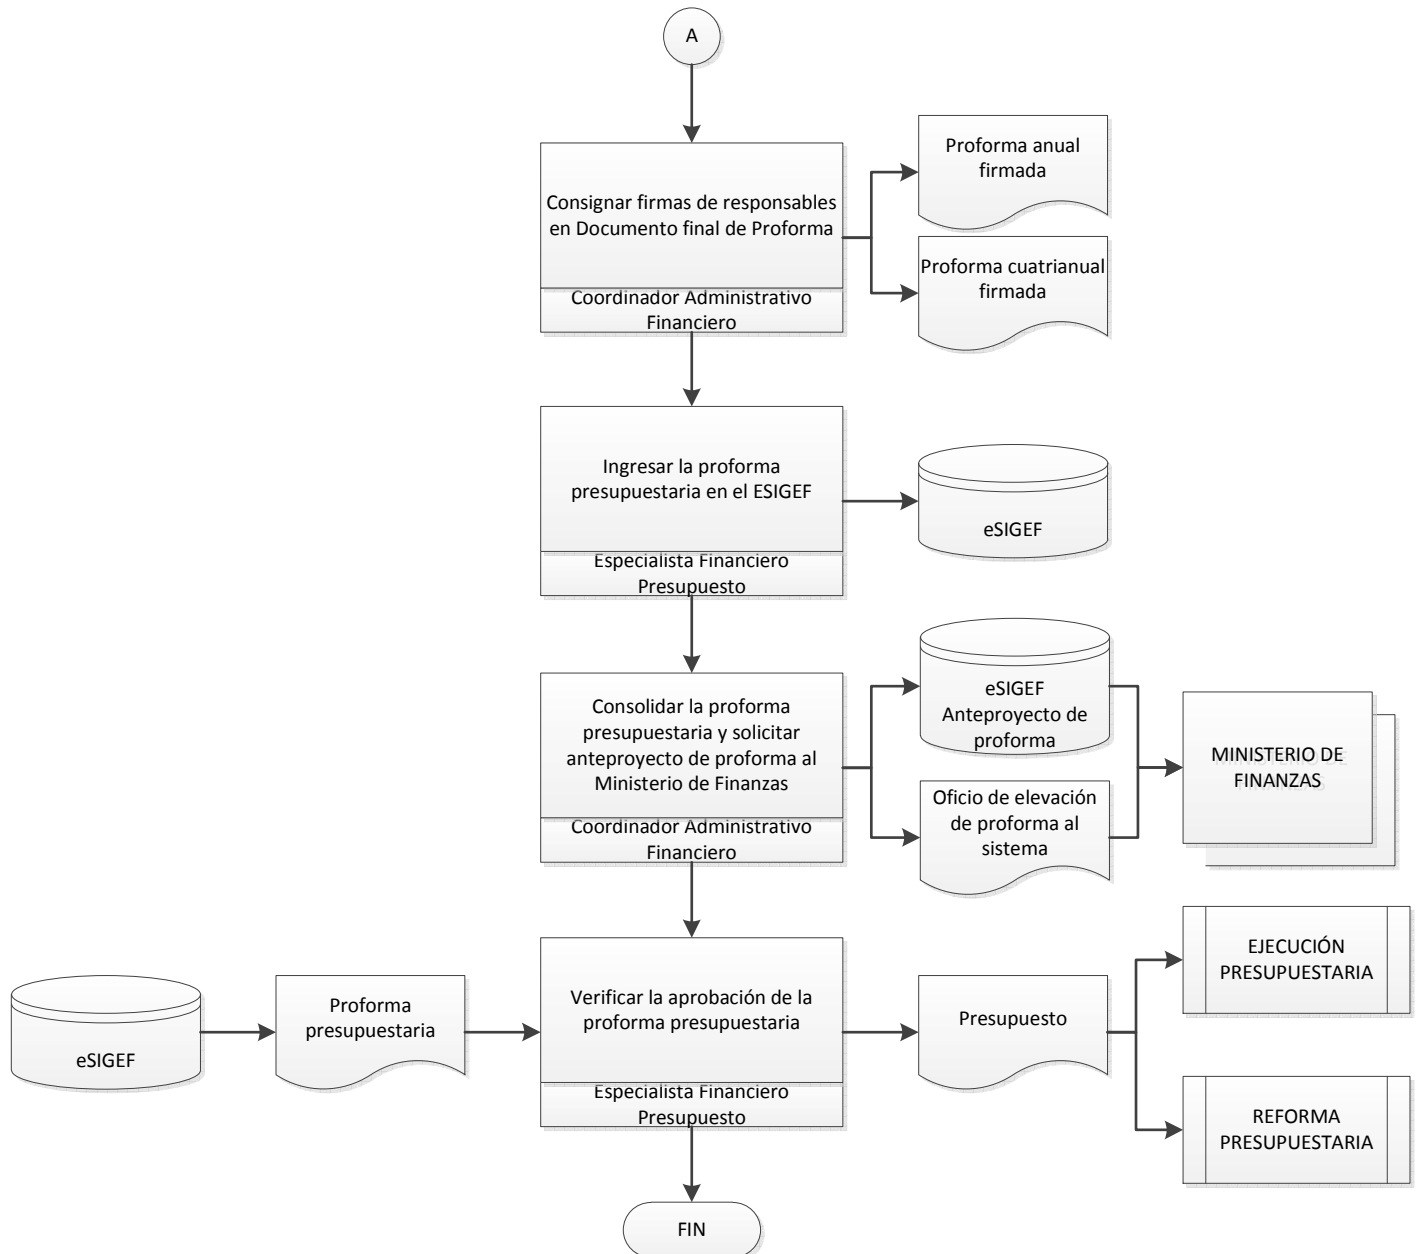 A
Consignar firmas de responsables
en Documento final de Proforma
Coordinador Administrativo
Financiero
Proforma anual
firmada
Proforma cuatrianual
firmada
Ingresar la proforma
presupuestaria en el ESIGEF
Especialista Financiero
Presupuesto
eSIGEF
Consolidar la proforma
presupuestaria y solicitar
anteproyecto de proforma al
Ministerio de Finanzas
Coordinador Administrativo
Financiero
eSIGEF
Anteproyecto de
proforma
Oficio de elevación
de proforma al
sistema
MINISTERIO DE
FINANZAS
eSIGEF
Proforma
presupuestaria
Verificar la aprobación de la
proforma presupuestaria
Especialista Financiero
Presupuesto
Presupuesto
EJECUCIÓN
PRESUPUESTARIA
REFORMA
PRESUPUESTARIA
FIN